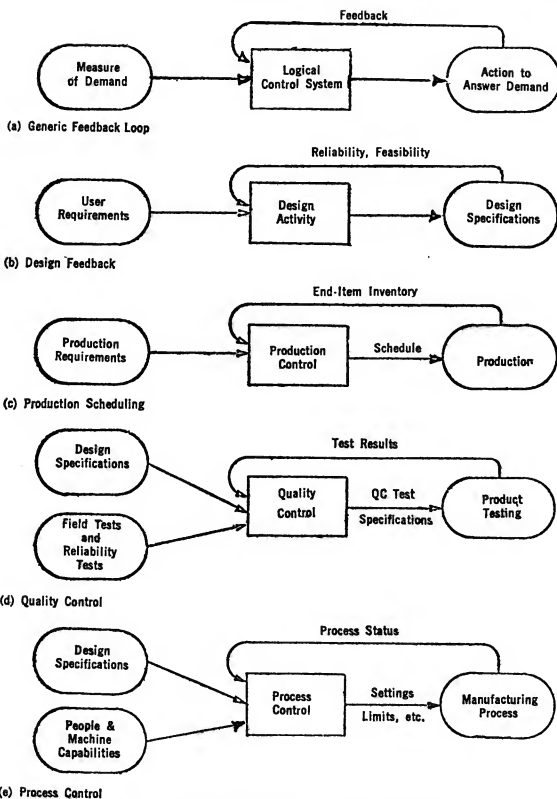 Feedback
Measure
of Demand
Logical
Control System
Action to
Answer Demand
(a) Generic Feedback Loop
Reliability, Feasibility
User
Requirements
Design
Activity
Design
Specifications
(b) Design Feedback
End-Item Inventory
Production
Requirements
Production
Control
Schedule
Production
(c) Production Scheduling
Test Results
Design
Specifications
Field Tests
and
Reliability
Tests
Quality
Control
QC Test
Specifications
Product
Testing
(d) Quality Control
Process Status
Design
Specifications
People &
Machine
Capabilities
Process
Control
Settings
Limits, etc.
Manufacturing
Process
(e) Process Control